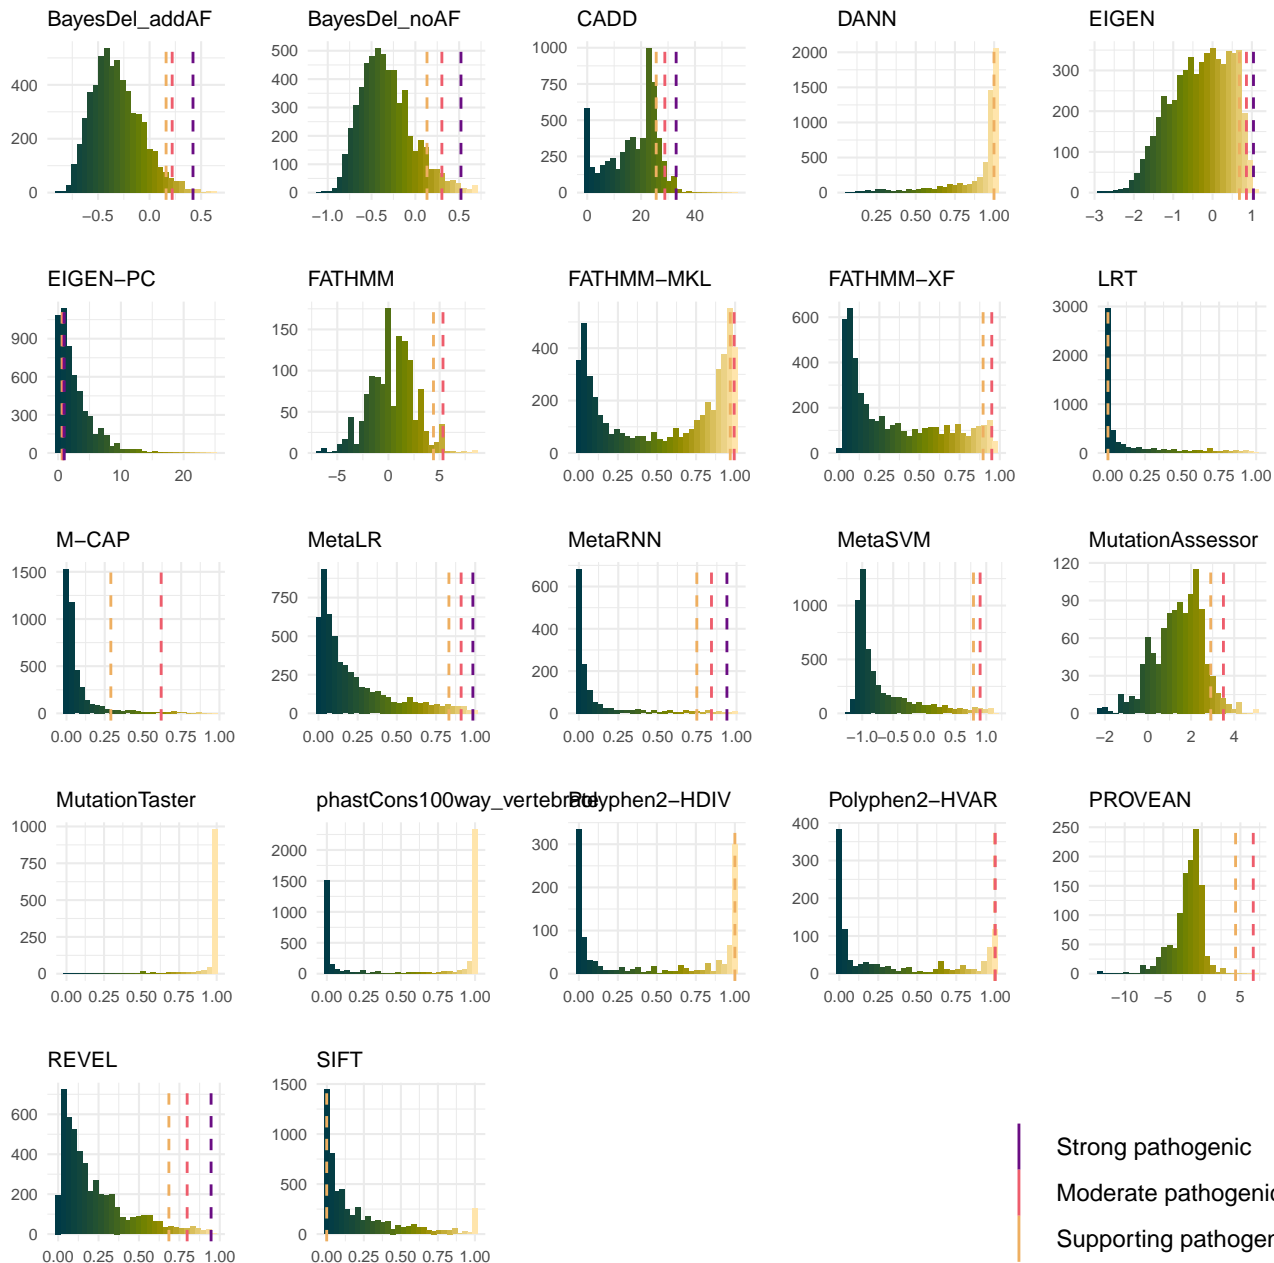 BayesDel_addAF
400
200
0
−0.5 0.0 0.5
BayesDel_noAF
500
400
300
200
100
0
−1.0 −0.5 0.0 0.5
CADD
1000
750
500
250
0
0 20 40
DANN
2000
1500
1000
500
0
0.25 0.50 0.75 1.00
EIGEN
300
200
100
0
−3 −2 −1 0 1
EIGEN−PC
900
600
300
0
0 10 20
FATHMM
150
100
50
0
−5 0 5
FATHMM−MKL
400
200
0
0.00 0.25 0.50 0.75 1.00
FATHMM−XF
600
400
200
0
0.00 0.25 0.50 0.75 1.00
LRT
3000
2000
1000
0
0.00 0.25 0.50 0.75 1.00
M−CAP
1500
1000
500
0
0.00 0.25 0.50 0.75 1.00
MetaLR
750
500
250
0
0.00 0.25 0.50 0.75 1.00
MetaRNN
600
400
200
0
0.00 0.25 0.50 0.75 1.00
MetaSVM
1000
500
0
−1.0 −0.5 0.0 0.5 1.0
MutationAssessor
120
90
60
30
0
−2 0 2 4
MutationTaster
1000
750
500
250
0
0.00 0.25 0.50 0.75 1.00
phastCons100way_vertebrate
2000
1500
1000
500
0
0.00 0.25 0.50 0.75 1.00
Polyphen2−HDIV
300
200
100
0
0.00 0.25 0.50 0.75 1.00
Polyphen2−HVAR
400
300
200
100
0
0.00 0.25 0.50 0.75 1.00
PROVEAN
250
200
150
100
50
0
−10 −5 0 5
REVEL
600
400
200
0
0.00 0.25 0.50 0.75 1.00
SIFT
1500
1000
500
0
0.00 0.25 0.50 0.75 1.00
Strong pathogenic
Moderate pathogenic
Supporting pathogen